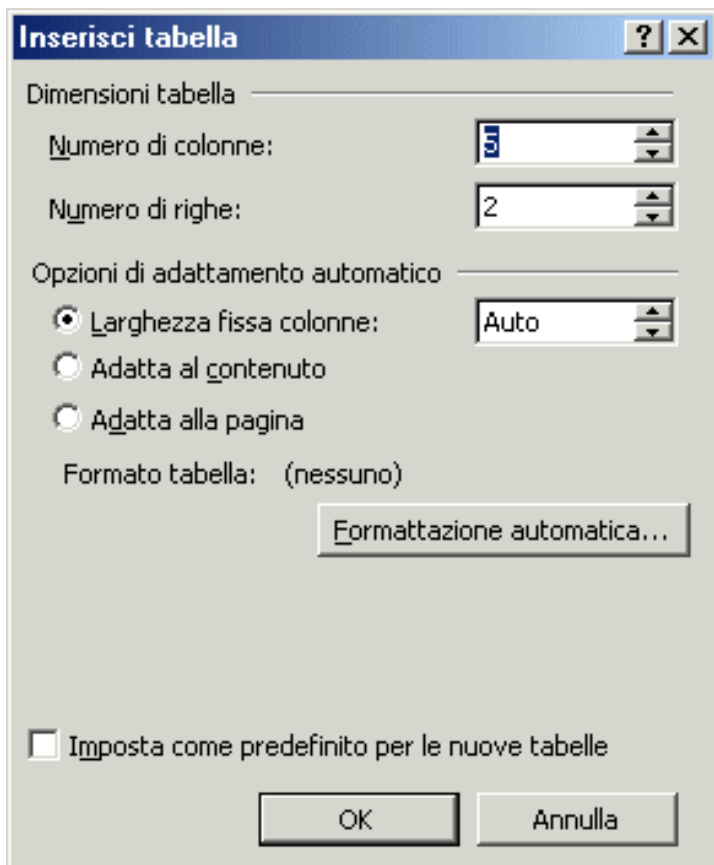 Inserisci tabella
Dimensioni tabella
Numero di colonne: 5
Numero di righe: 2
Opzioni di adattamento automatico
Larghezza fissa colonne: Auto
Adatta al contenuto
Adatta alla pagina
Formato tabella: (nessuno)
Formattazione automatica...
Imposta come predefinito per le nuove tabelle
OK Annulla